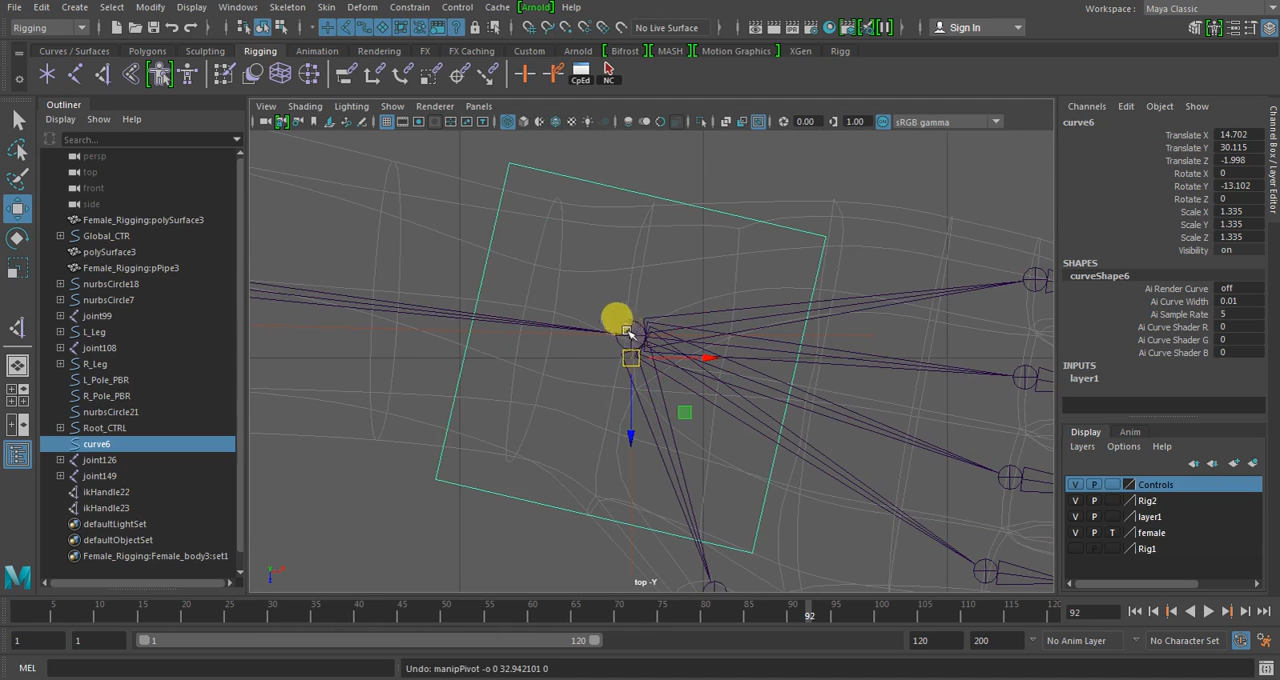 File Edit Create Select Modify Display Windows Skeleton Skin Deform Constrain Control Cache Arnold Help Workspace: Maya Classic
Rigging No Live Surface Sign In
Curves / Surfaces Polygons Sculpting Rigging Animation Rendering FX FX Caching Custom Arnold Bifrost MASH Motion Graphics XGen Rigg
CpEd NC
Outliner
Display Show Help
Search...
persp
top
front
side
Female_Rigging:polySurface3
Global_CTR
polySurface3
Female_Rigging:pPipe3
nurbsCircle18
nurbsCircle7
joint99
L_Leg
joint108
R_Leg
L_Pole_PBR
R_Pole_PBR
nurbsCircle21
Root_CTRL
curve6
joint126
joint149
ikHandle22
ikHandle23
defaultLightSet
defaultObjectSet
Female_Rigging:Female_body3:set1
View Shading Lighting Show Renderer Panels
0.00 1.00 sRGB gamma
top -Y
Channels Edit Object Show
curve6
Translate X 14.702
Translate Y 30.115
Translate Z -1.998
Rotate X 0
Rotate Y -13.102
Rotate Z 0
Scale X 1.335
Scale Y 1.335
Scale Z 1.335
Visibility on
SHAPES
curveShape6
Ai Render Curve off
Ai Curve Width 0.01
Ai Sample Rate 5
Ai Curve Shader R 0
Ai Curve Shader G 0
Ai Curve Shader B 0
INPUTS
layer1
Display Anim
Layers Options Help
V P Controls
V P Rig2
V P layer1
V P T female
Rig1
Channel Box / Layer Editor
5 10 15 20 25 30 35 40 45 50 55 60 65 70 75 80 85 90 95 100 105 110 115 120
92 92
1 1 1 120 120 200 No Anim Layer No Character Set
MEL Undo: manipPivot -o 0 32.942101 0